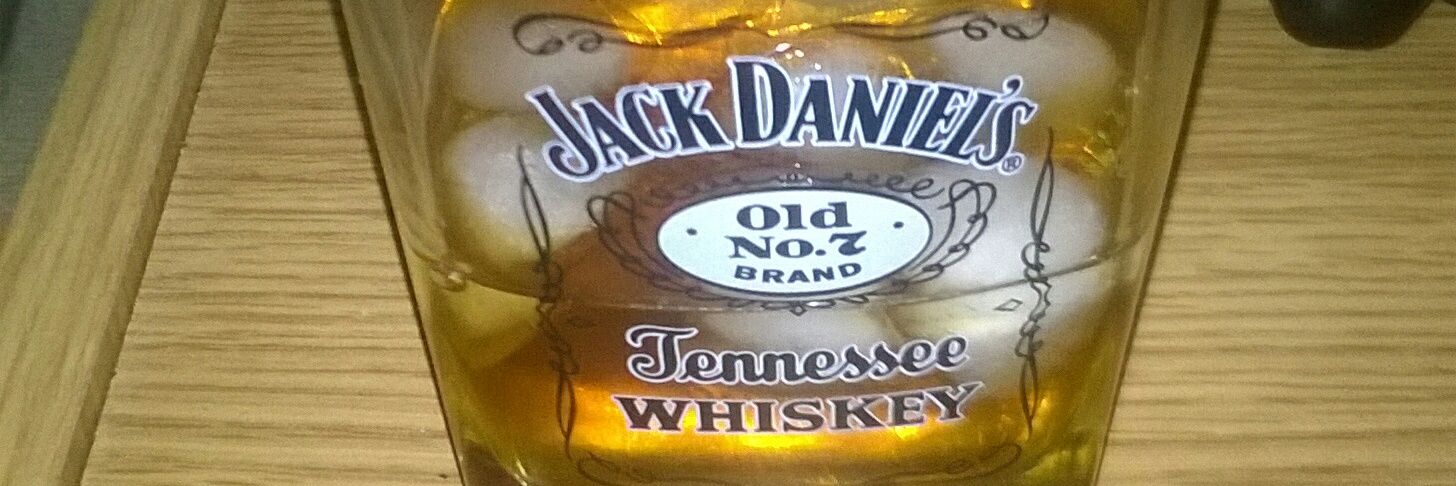 JACK DANIEL'S®
Old
No.7
BRAND
Tennessee
WHISKEY